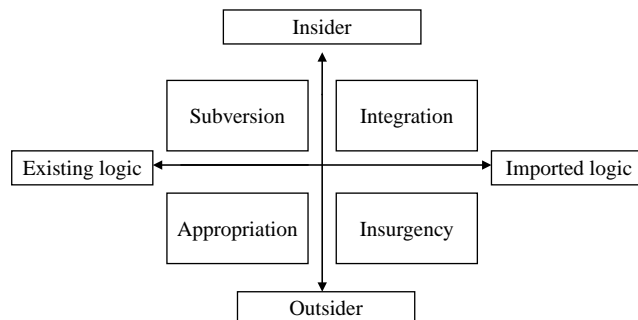 Insider
Subversion
Integration
Existing logic
Imported logic
Appropriation
Insurgency
Outsider